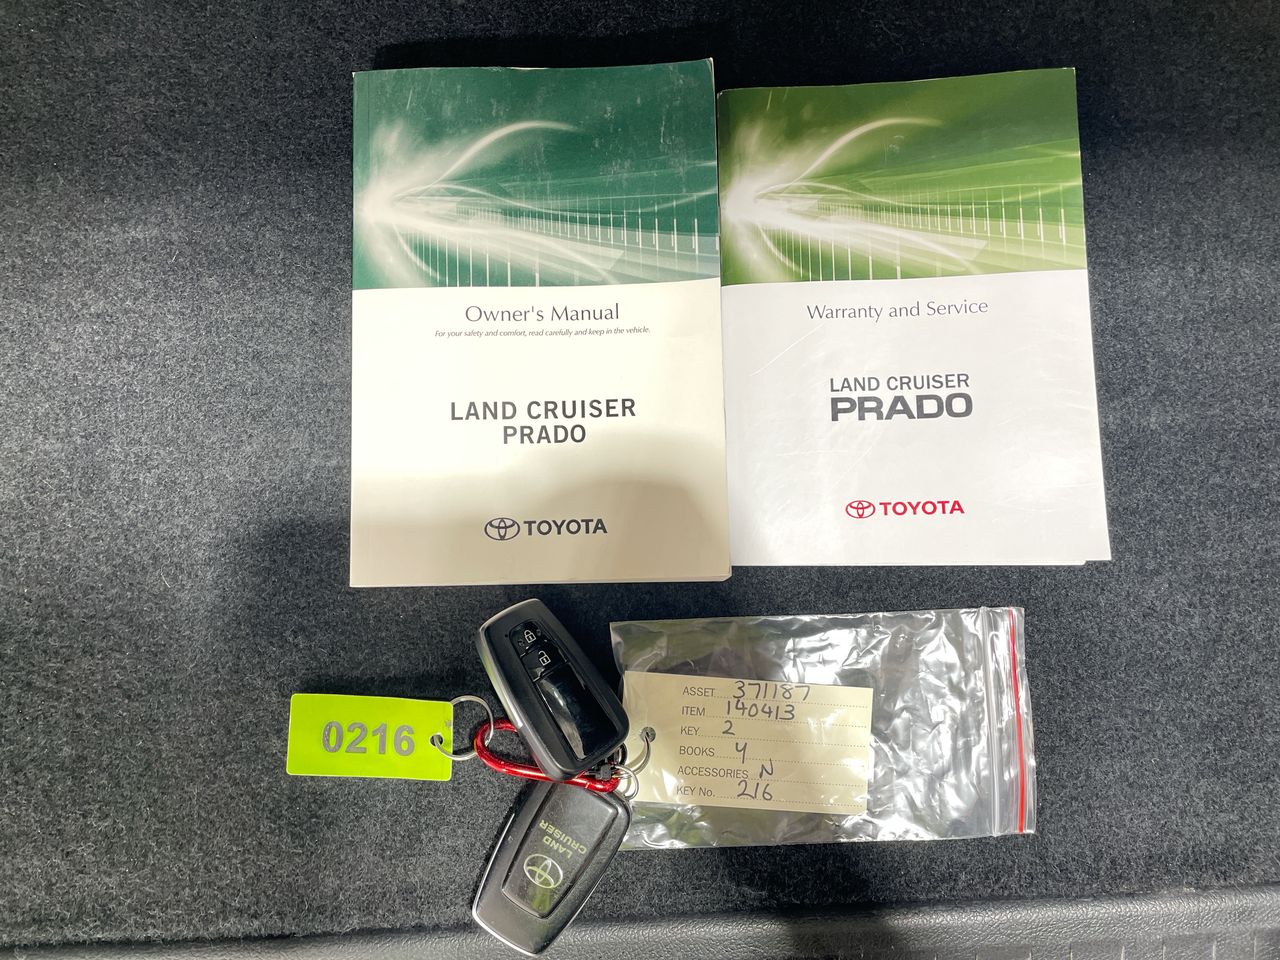 Owner's Manual
For your safety and comfort, read carefully and keep in the vehicle.
LAND CRUISER
PRADO
TOYOTA
Warranty and Service
LAND CRUISER
PRADO
TOYOTA
0216
ASSET 371187
ITEM 140413
KEY 2
BOOKS Y
ACCESSORIES N
KEY No. 216
LAND
CRUISER